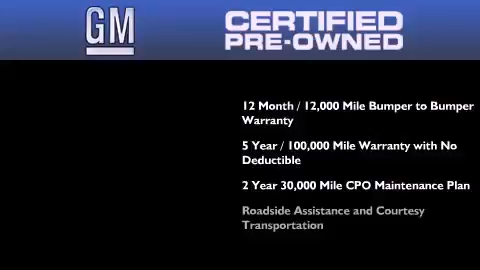 GM
CERTIFIED
PRE-OWNED
12 Month / 12,000 Mile Bumper to Bumper
Warranty
5 Year / 100,000 Mile Warranty with No
Deductible
2 Year 30,000 Mile CPO Maintenance Plan
Roadside Assistance and Courtesy
Transportation